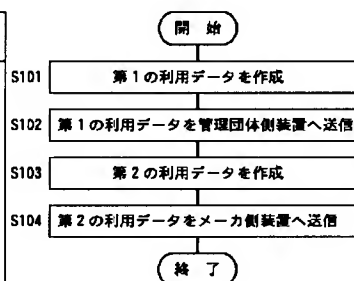 開 始
S101 第1の利用データを作成
S102 第1の利用データを管理団体側装置へ送信
S103 第2の利用データを作成
S104 第2の利用データをメーカ側装置へ送信
終 了